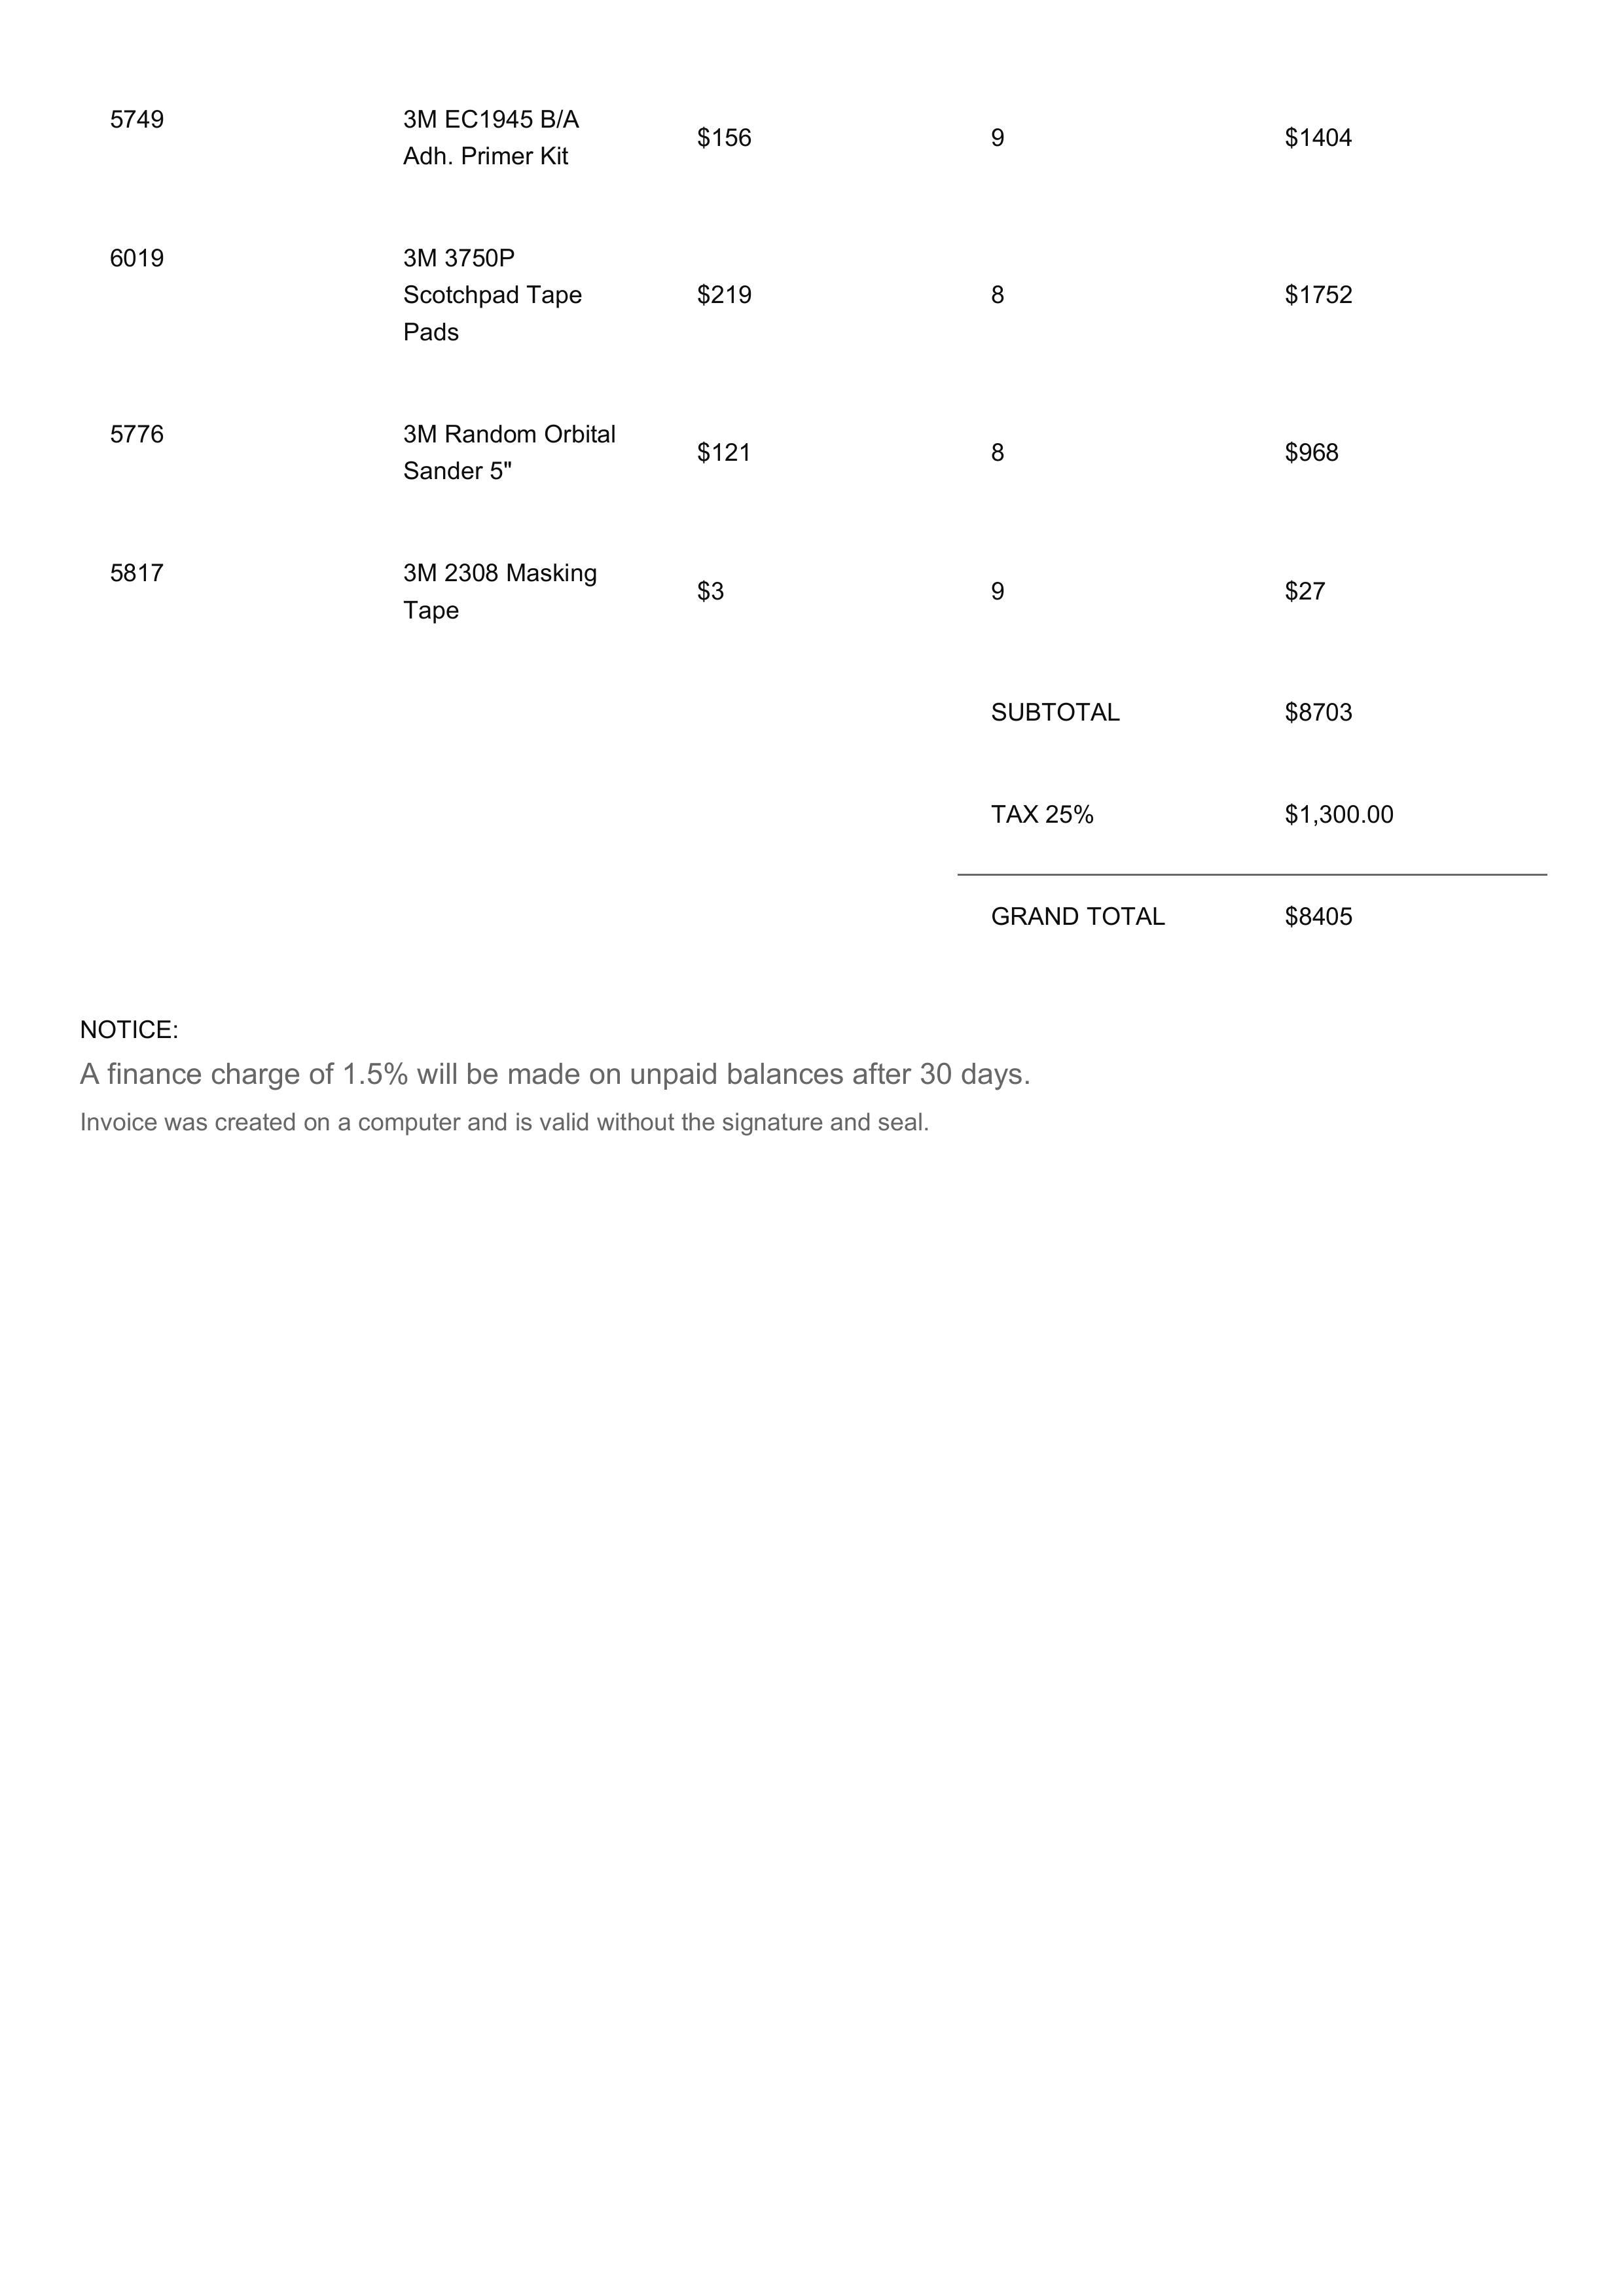 5749 3M EC1945 B/A
Adh. Primer Kit $156 9 $1404
6019 3M 3750P
Scotchpad Tape $219 8 $1752
Pads
5776 3M Random Orbital
Sander 5" $121 8 $968
5817 3M 2308 Masking
Tape $3 9 $27
SUBTOTAL $8703
TAX 25% $1,300.00
GRAND TOTAL $8405
NOTICE:
A finance charge of 1.5% will be made on unpaid balances after 30 days.
Invoice was created on a computer and is valid without the signature and seal.